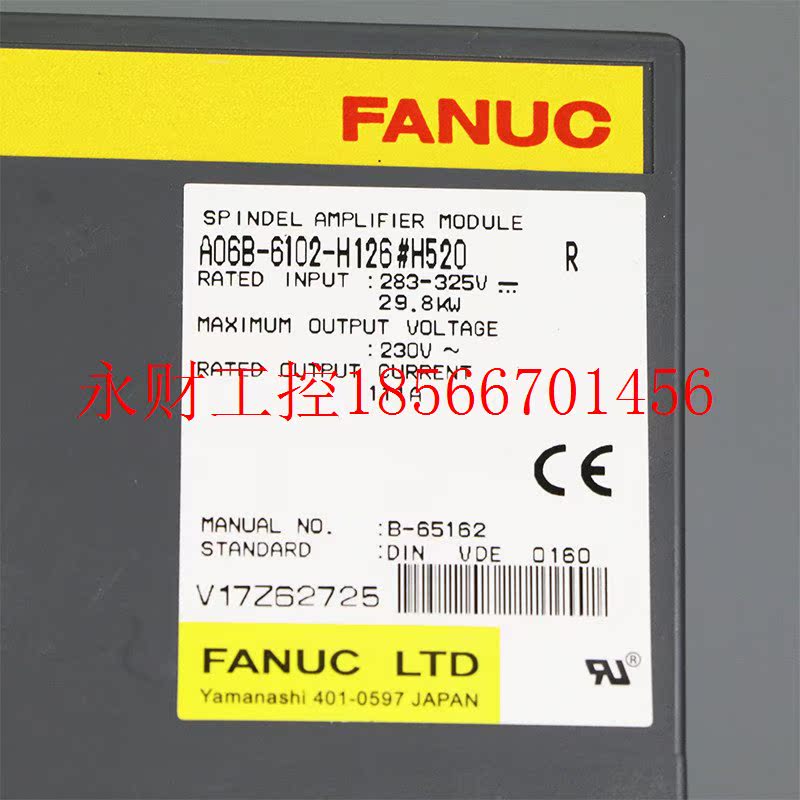 FANUC
SPINDEL AMPLIFIER MODULE
A06B-6102-H126#H520 R
RATED INPUT :283-325V ⎓
29.8kW
MAXIMUM OUTPUT VOLTAGE
:230V ~
RATED OUTPUT CURRENT
111A
永财工控18566701456
CE
MANUAL NO. :B-65162
STANDARD :DIN VDE 0160
V17Z62725
FANUC LTD
Yamanashi 401-0597 JAPAN
RU®